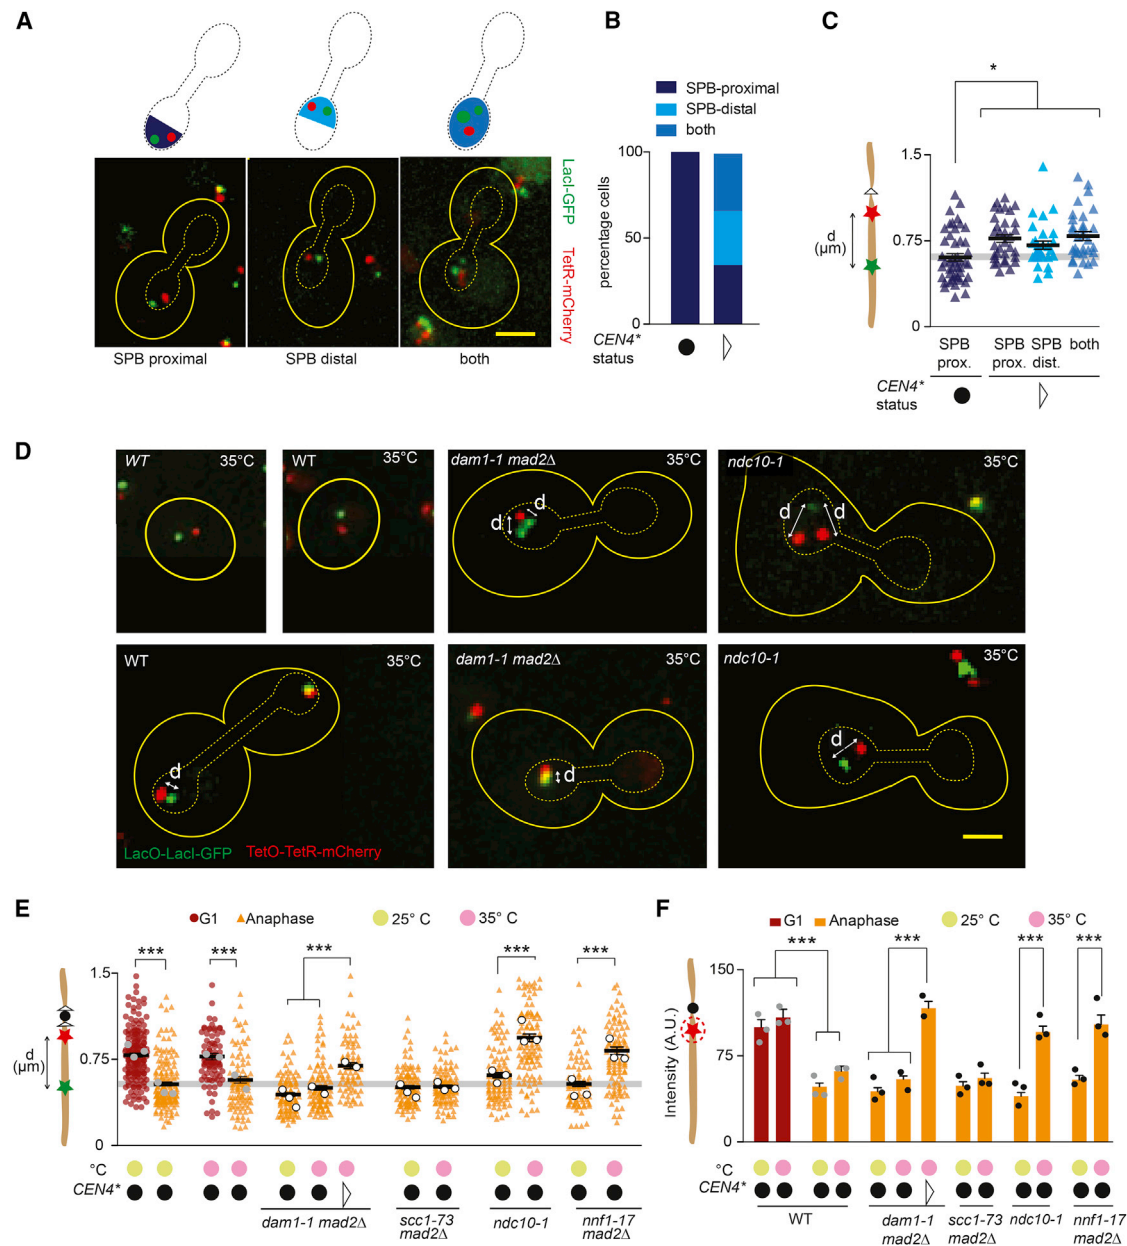 A
LacI-GFP
TetR-mCherry
SPB proximal
SPB distal
both
B
SPB-proximal
SPB-distal
both
percentage cells
100
50
0
CEN4*
status
C
*
d
(μm)
1.5
0.75
0
SPB
prox.
SPB
prox.
SPB
dist.
both
CEN4*
status
D
WT 35°C
WT 35°C
dam1-1 mad2Δ 35°C
d
d
ndc10-1 35°C
d
d
WT 35°C
d
LacO-LacI-GFP TetO-TetR-mCherry
dam1-1 mad2Δ 35°C
d
ndc10-1 35°C
d
E
G1 Anaphase 25° C 35° C
*** *** *** *** ***
d
(μm)
1.5
0.75
0
°C
CEN4*
dam1-1 mad2Δ
scc1-73
mad2Δ
ndc10-1
nnf1-17
mad2Δ
F
G1 Anaphase 25° C 35° C
*** *** *** ***
Intensity (A.U.)
150
75
0
°C
CEN4*
WT
dam1-1
mad2Δ
scc1-73
mad2Δ
ndc10-1
nnf1-17
mad2Δ